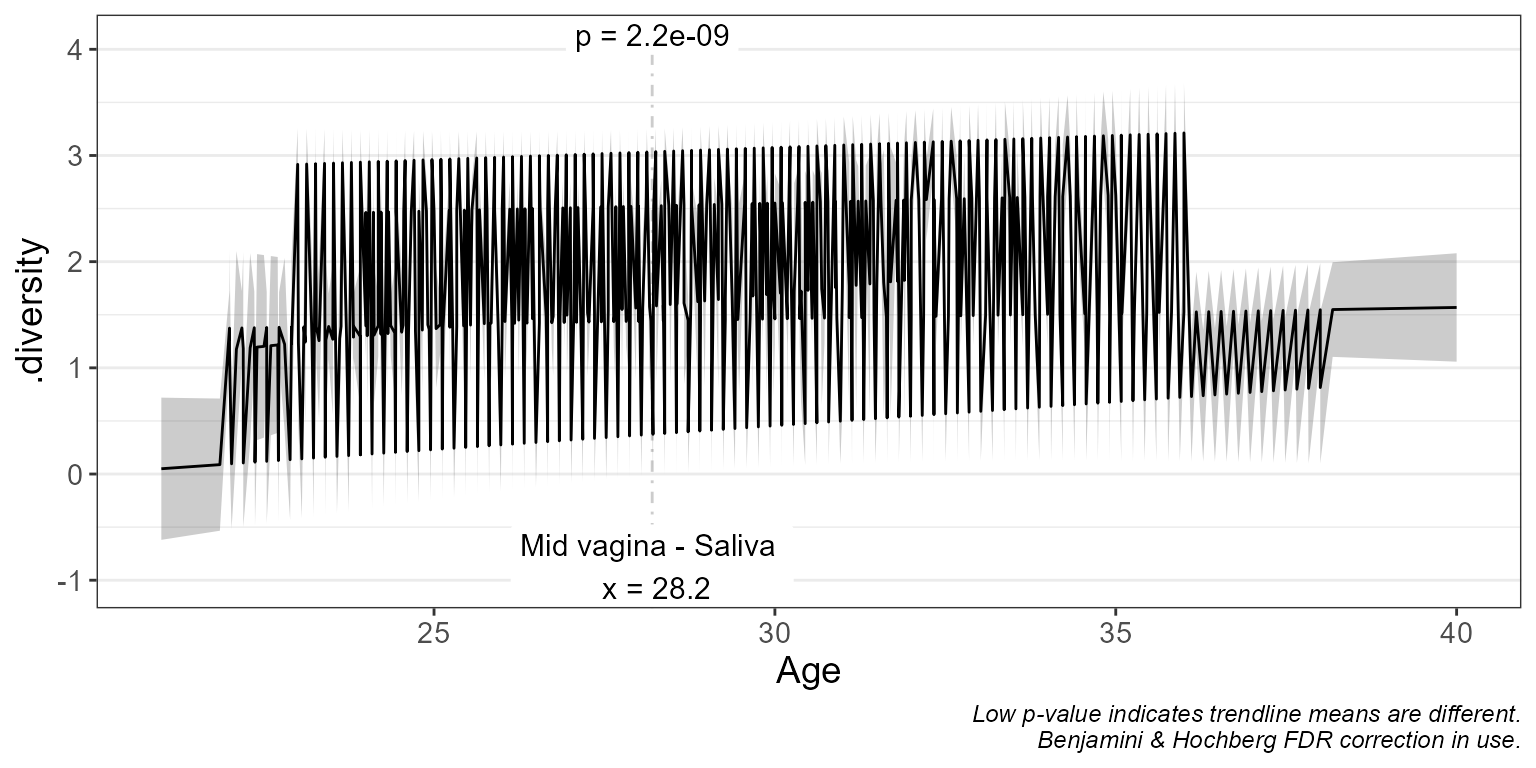 p = 2.2e-09
4
3
2
1
0
-1
.diversity
Mid vagina - Saliva
x = 28.2
25 30 35 40
Age
Low p-value indicates trendline means are different.
Benjamini & Hochberg FDR correction in use.